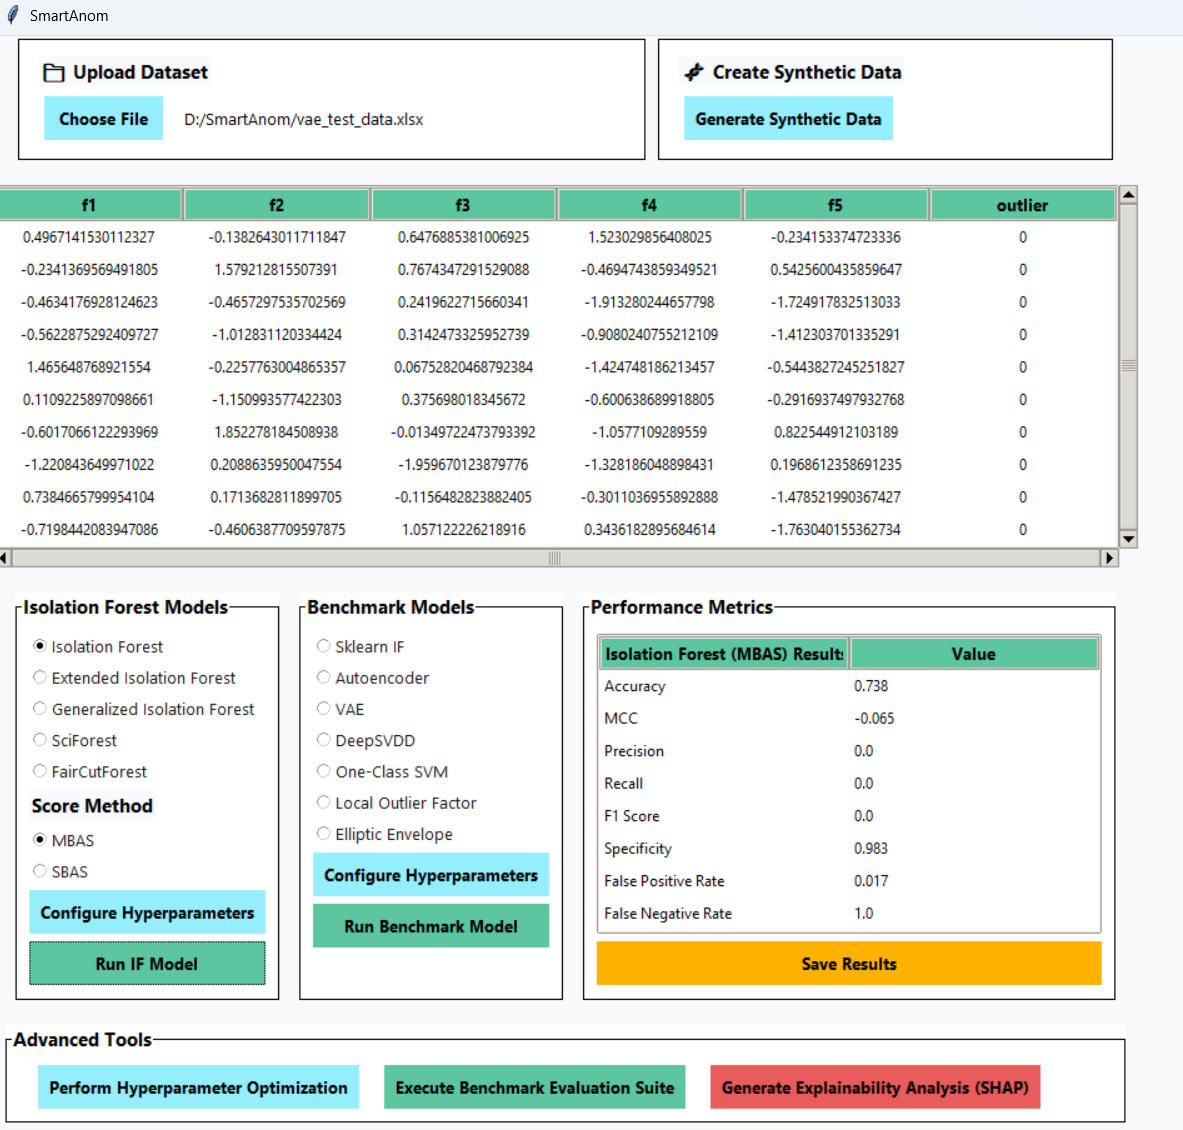 SmartAnom
Upload Dataset
Choose File D:/SmartAnom/vae_test_data.xlsx
Create Synthetic Data
Generate Synthetic Data
f1 f2 f3 f4 f5 outlier
0.4967141530112327 -0.1382643011711847 0.6476885381006925 1.523029856408025 -0.234153374723336 0
-0.2341369569491805 1.579212815507391 0.7674347291529088 -0.4694743859349521 0.5425600435859647 0
-0.4634176928124623 -0.4657297535702569 0.2419622715660341 -1.913280244657798 -1.724917832513033 0
-0.5622875292409727 -1.012831120334424 0.3142473325952739 -0.9080240755212109 -1.412303701335291 0
1.465648768921554 -0.2257763004865357 0.06752820468792384 -1.424748186213457 -0.5443827245251827 0
0.1109225897098661 -1.150993577422303 0.375698018345672 -0.600638689918805 -0.2916937497932768 0
-0.6017066122293969 1.852278184508938 -0.01349722473793392 -1.0577109289559 0.822544912103189 0
-1.220843649971022 0.2088635950047554 -1.959670123879776 -1.328186048898431 0.1968612358691235 0
0.7384665799954104 0.1713682811899705 -0.1156482823882405 -0.3011036955892888 -1.478521990367427 0
-0.7198442083947086 -0.4606387709597875 1.057122226218916 0.3436182895684614 -1.763040155362734 0
Isolation Forest Models
Isolation Forest
Extended Isolation Forest
Generalized Isolation Forest
SciForest
FairCutForest
Score Method
MBAS
SBAS
Configure Hyperparameters
Run IF Model
Benchmark Models
Sklearn IF
Autoencoder
VAE
DeepSVDD
One-Class SVM
Local Outlier Factor
Elliptic Envelope
Configure Hyperparameters
Run Benchmark Model
Performance Metrics
Isolation Forest (MBAS) Results Value
Accuracy 0.738
MCC -0.065
Precision 0.0
Recall 0.0
F1 Score 0.0
Specificity 0.983
False Positive Rate 0.017
False Negative Rate 1.0
Save Results
Advanced Tools
Perform Hyperparameter Optimization Execute Benchmark Evaluation Suite Generate Explainability Analysis (SHAP)